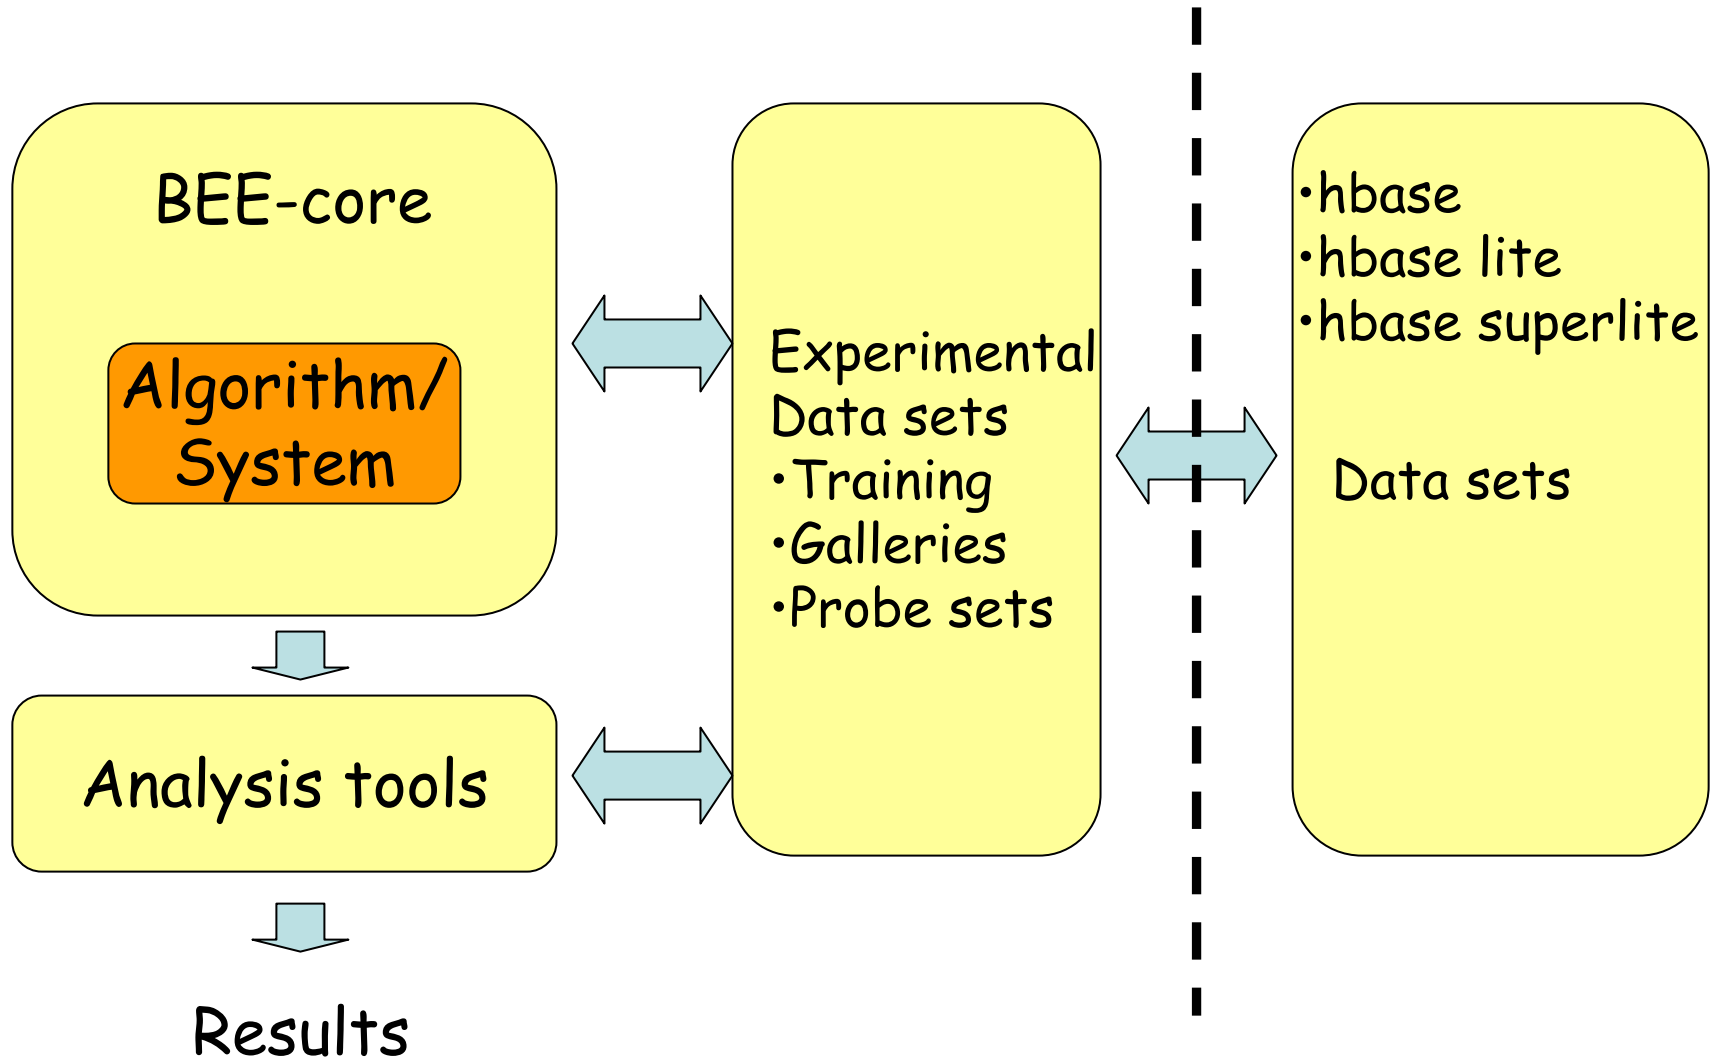 BEE-core
Algorithm/
System
Analysis tools
Results
Experimental
Data sets
•Training
•Galleries
•Probe sets
•hbase
•hbase lite
•hbase superlite
Data sets